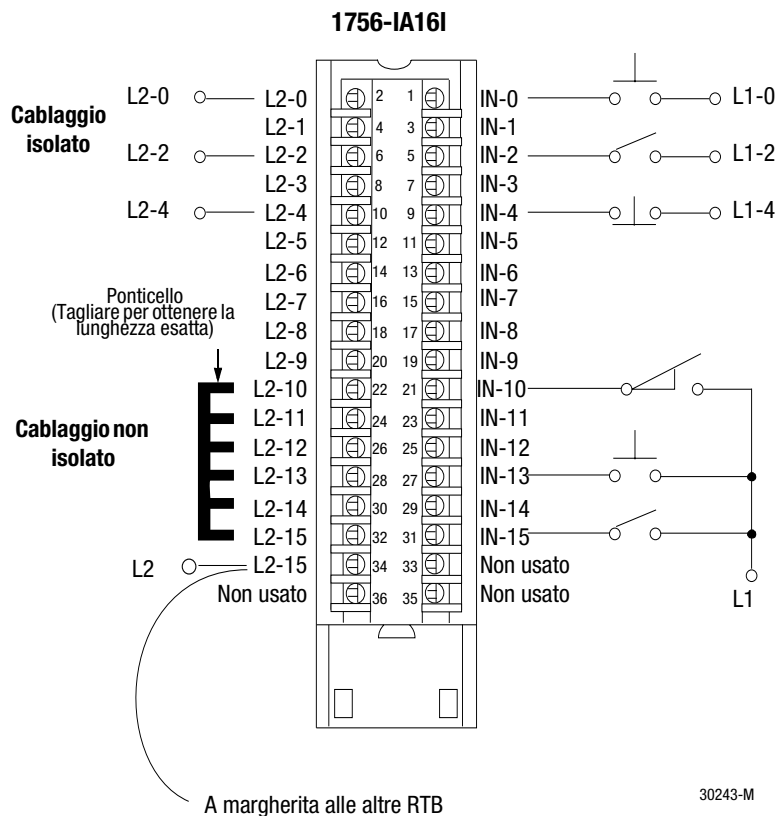 1756-IA16I
Cablaggio
isolato
L2-0 L2-0 2 1 IN-0 L1-0
L2-1 4 3 IN-1
L2-2 L2-2 6 5 IN-2 L1-2
L2-3 8 7 IN-3
L2-4 L2-4 10 9 IN-4 L1-4
L2-5 12 11 IN-5
L2-6 14 13 IN-6
L2-7 16 15 IN-7
L2-8 18 17 IN-8
L2-9 20 19 IN-9
Ponticello
(Tagliare per ottenere la
lunghezza esatta)
L2-10 22 21 IN-10
L2-11 24 23 IN-11
Cablaggio non
isolato
L2-12 26 25 IN-12
L2-13 28 27 IN-13
L2-14 30 29 IN-14
L2-15 32 31 IN-15
L2 L2-15 34 33 Non usato
Non usato 36 35 Non usato
L1
A margherita alle altre RTB
30243-M